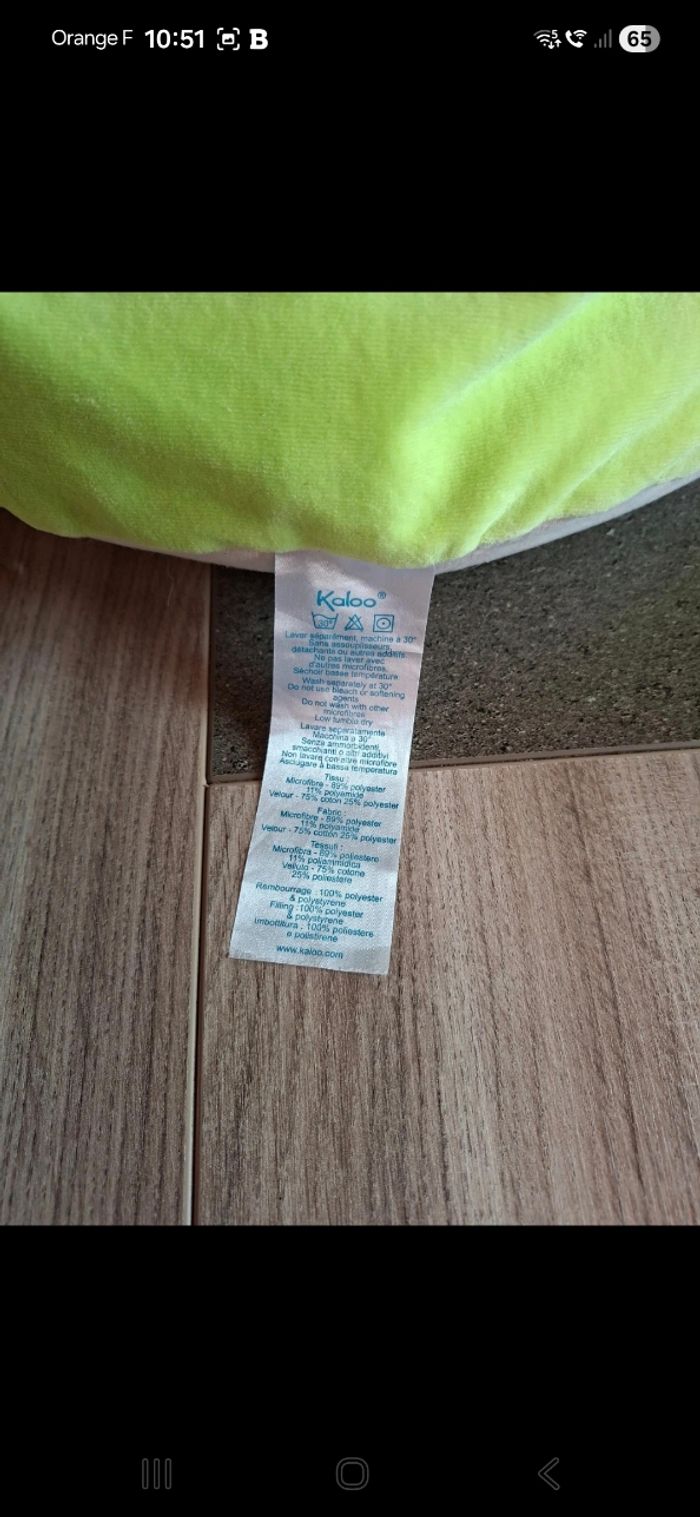 Orange F 10:51 B
65
Kaloo®
30°
Laver séparément, machine à 30°
Sans assouplisseurs,
détachants ou autres additifs.
Ne pas laver avec
d'autres microfibres.
Séchoir basse température
Wash separately at 30°
Do not use bleach or softening
agents
Do not wash with other
microfibres
Low tumble dry
Lavare separatamente
Macchina a 30°
Senza ammorbidenti,
smacchianti o altri additivi
Non lavare con altre microfibre
Asciugare à bassa temperatura
Tissu :
Microfibre - 89% polyester
11% polyamide
Velour - 75% coton 25% polyester
Fabric :
Microfibre - 89% polyester
11% polyamide
Velour - 75% cotton 25% polyester
Tessuti :
Microfibra - 89% poliestere
11% poliammidica
Velluto - 75% cotone
25% poliestere
Rembourrage : 100% polyester
& polystyrene
Filling : 100% polyester
& polystyrene
Imbottitura : 100% poliestere
e polistirene
www.kaloo.com